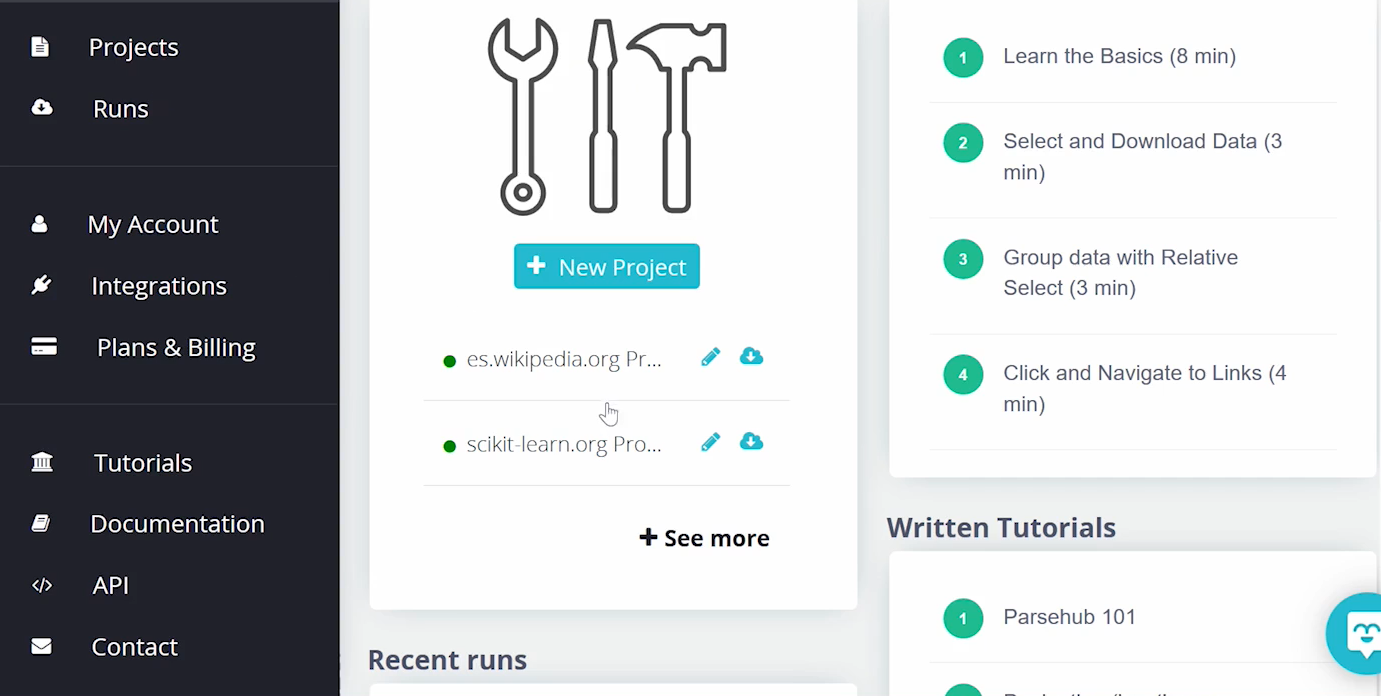 Projects
Runs
My Account
Integrations
Plans & Billing
Tutorials
Documentation
API
Contact
New Project
es.wikipedia.org Pr...
scikit-learn.org Pro...
See more
Recent runs
1
Learn the Basics (8 min)
2
Select and Download Data (3
min)
3
Group data with Relative
Select (3 min)
4
Click and Navigate to Links (4
min)
Written Tutorials
1
Parsehub 101